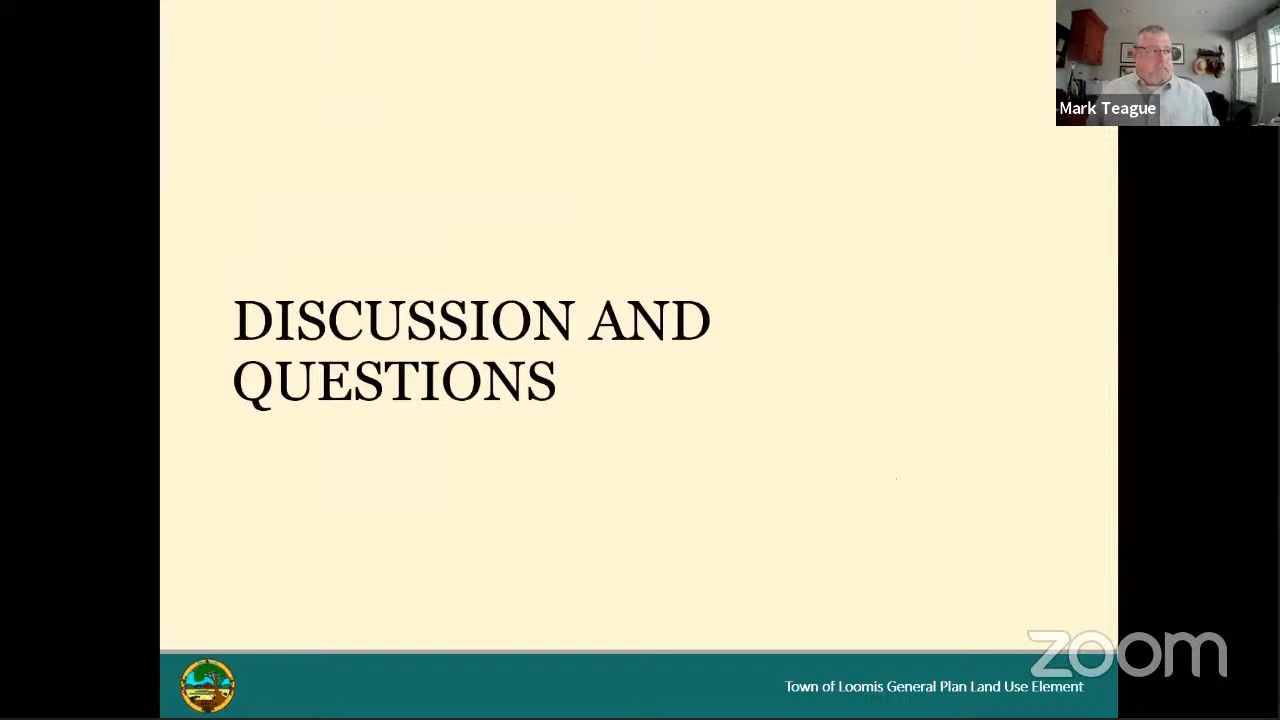 Mark Teague
DISCUSSION AND
QUESTIONS
zoom
Town of Loomis General Plan Land Use Element